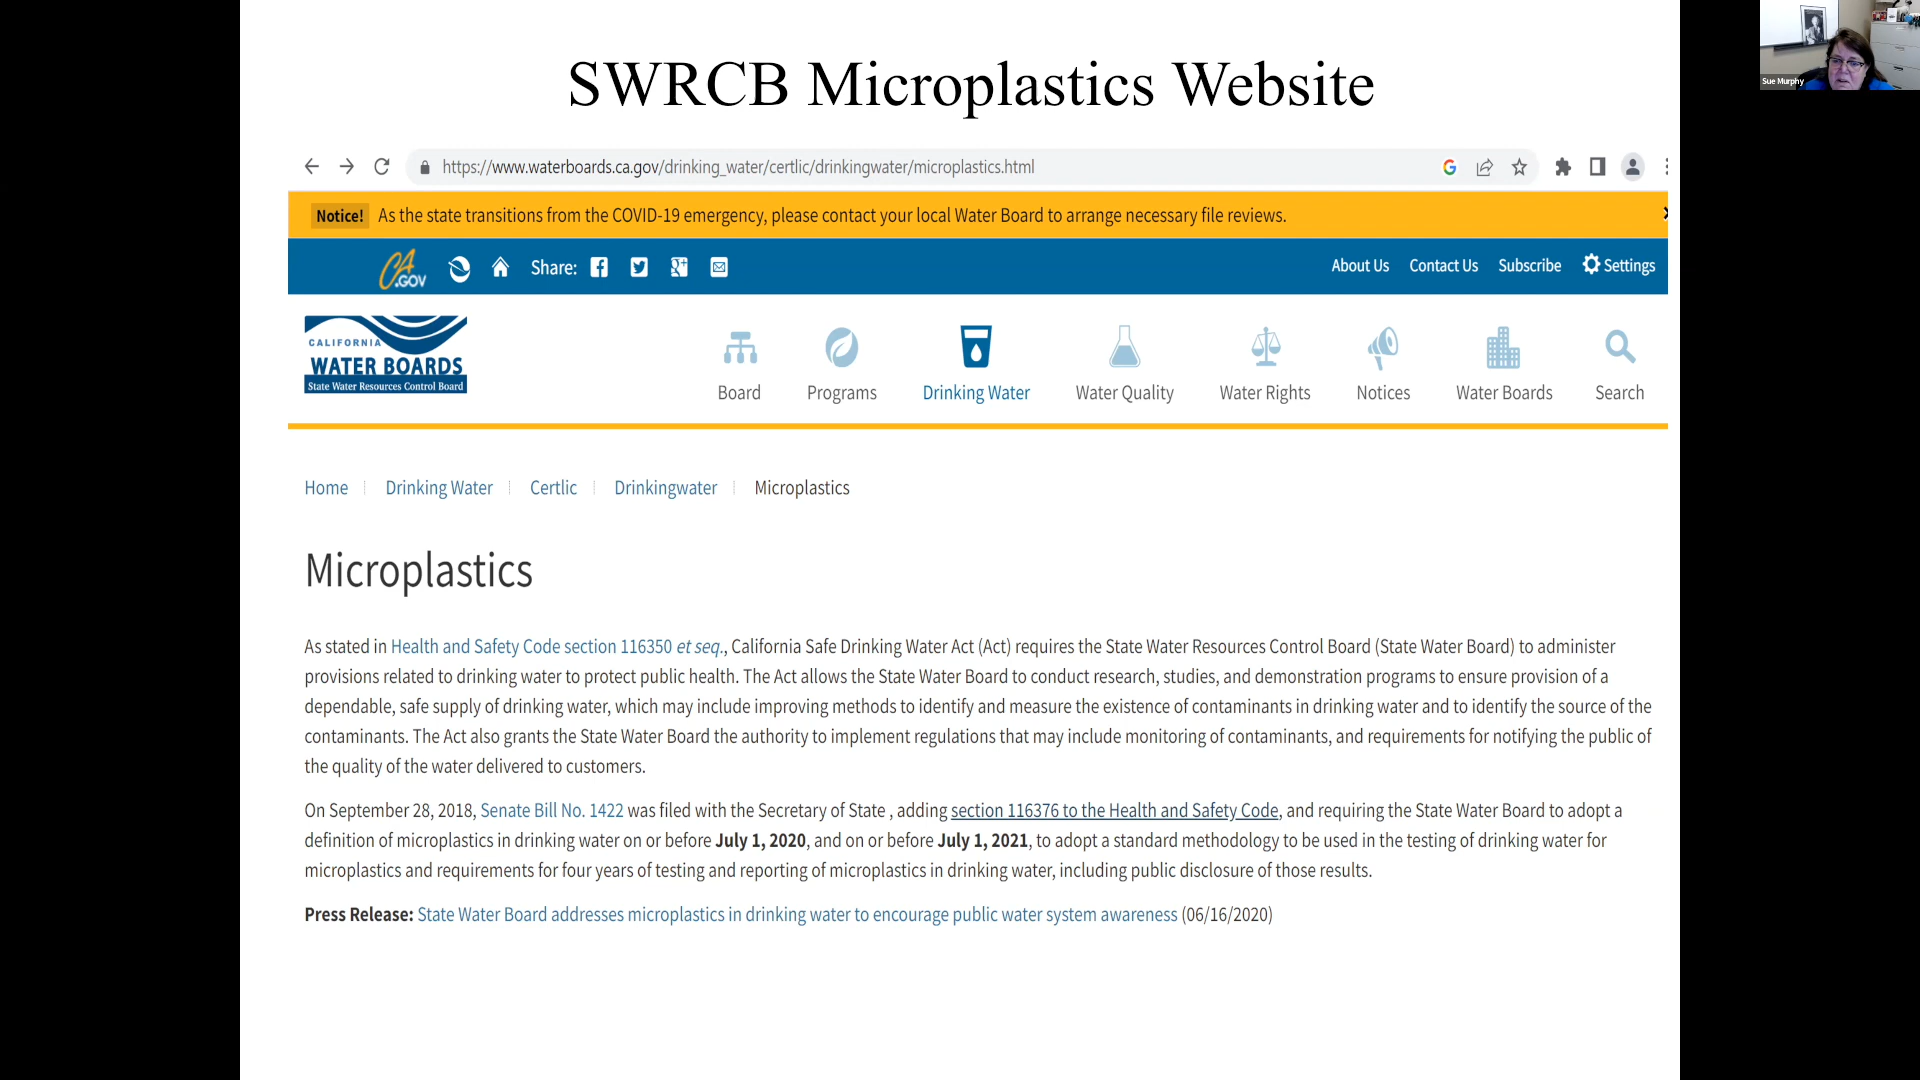 SWRCB Microplastics Website
Sue Murphy
https://www.waterboards.ca.gov/drinking_water/certlic/drinkingwater/microplastics.html
Notice! As the state transitions from the COVID-19 emergency, please contact your local Water Board to arrange necessary file reviews.
CA.GOV Share: About Us Contact Us Subscribe Settings
CALIFORNIA
WATER BOARDS
State Water Resources Control Board
Board Programs Drinking Water Water Quality Water Rights Notices Water Boards Search
Home Drinking Water Certlic Drinkingwater Microplastics
Microplastics
As stated in Health and Safety Code section 116350 et seq., California Safe Drinking Water Act (Act) requires the State Water Resources Control Board (State Water Board) to administer
provisions related to drinking water to protect public health. The Act allows the State Water Board to conduct research, studies, and demonstration programs to ensure provision of a
dependable, safe supply of drinking water, which may include improving methods to identify and measure the existence of contaminants in drinking water and to identify the source of the
contaminants. The Act also grants the State Water Board the authority to implement regulations that may include monitoring of contaminants, and requirements for notifying the public of
the quality of the water delivered to customers.
On September 28, 2018, Senate Bill No. 1422 was filed with the Secretary of State , adding section 116376 to the Health and Safety Code, and requiring the State Water Board to adopt a
definition of microplastics in drinking water on or before July 1, 2020, and on or before July 1, 2021, to adopt a standard methodology to be used in the testing of drinking water for
microplastics and requirements for four years of testing and reporting of microplastics in drinking water, including public disclosure of those results.
Press Release: State Water Board addresses microplastics in drinking water to encourage public water system awareness (06/16/2020)